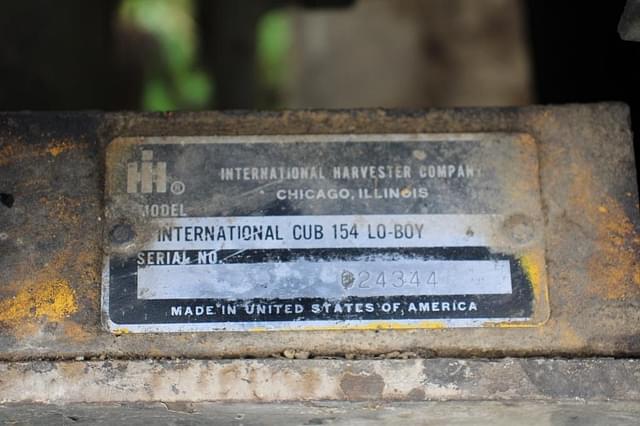 IH®
INTERNATIONAL HARVESTER COMPANY
CHICAGO, ILLINOIS
MODEL
INTERNATIONAL CUB 154 LO-BOY
SERIAL NO.
024344
MADE IN UNITED STATES OF AMERICA